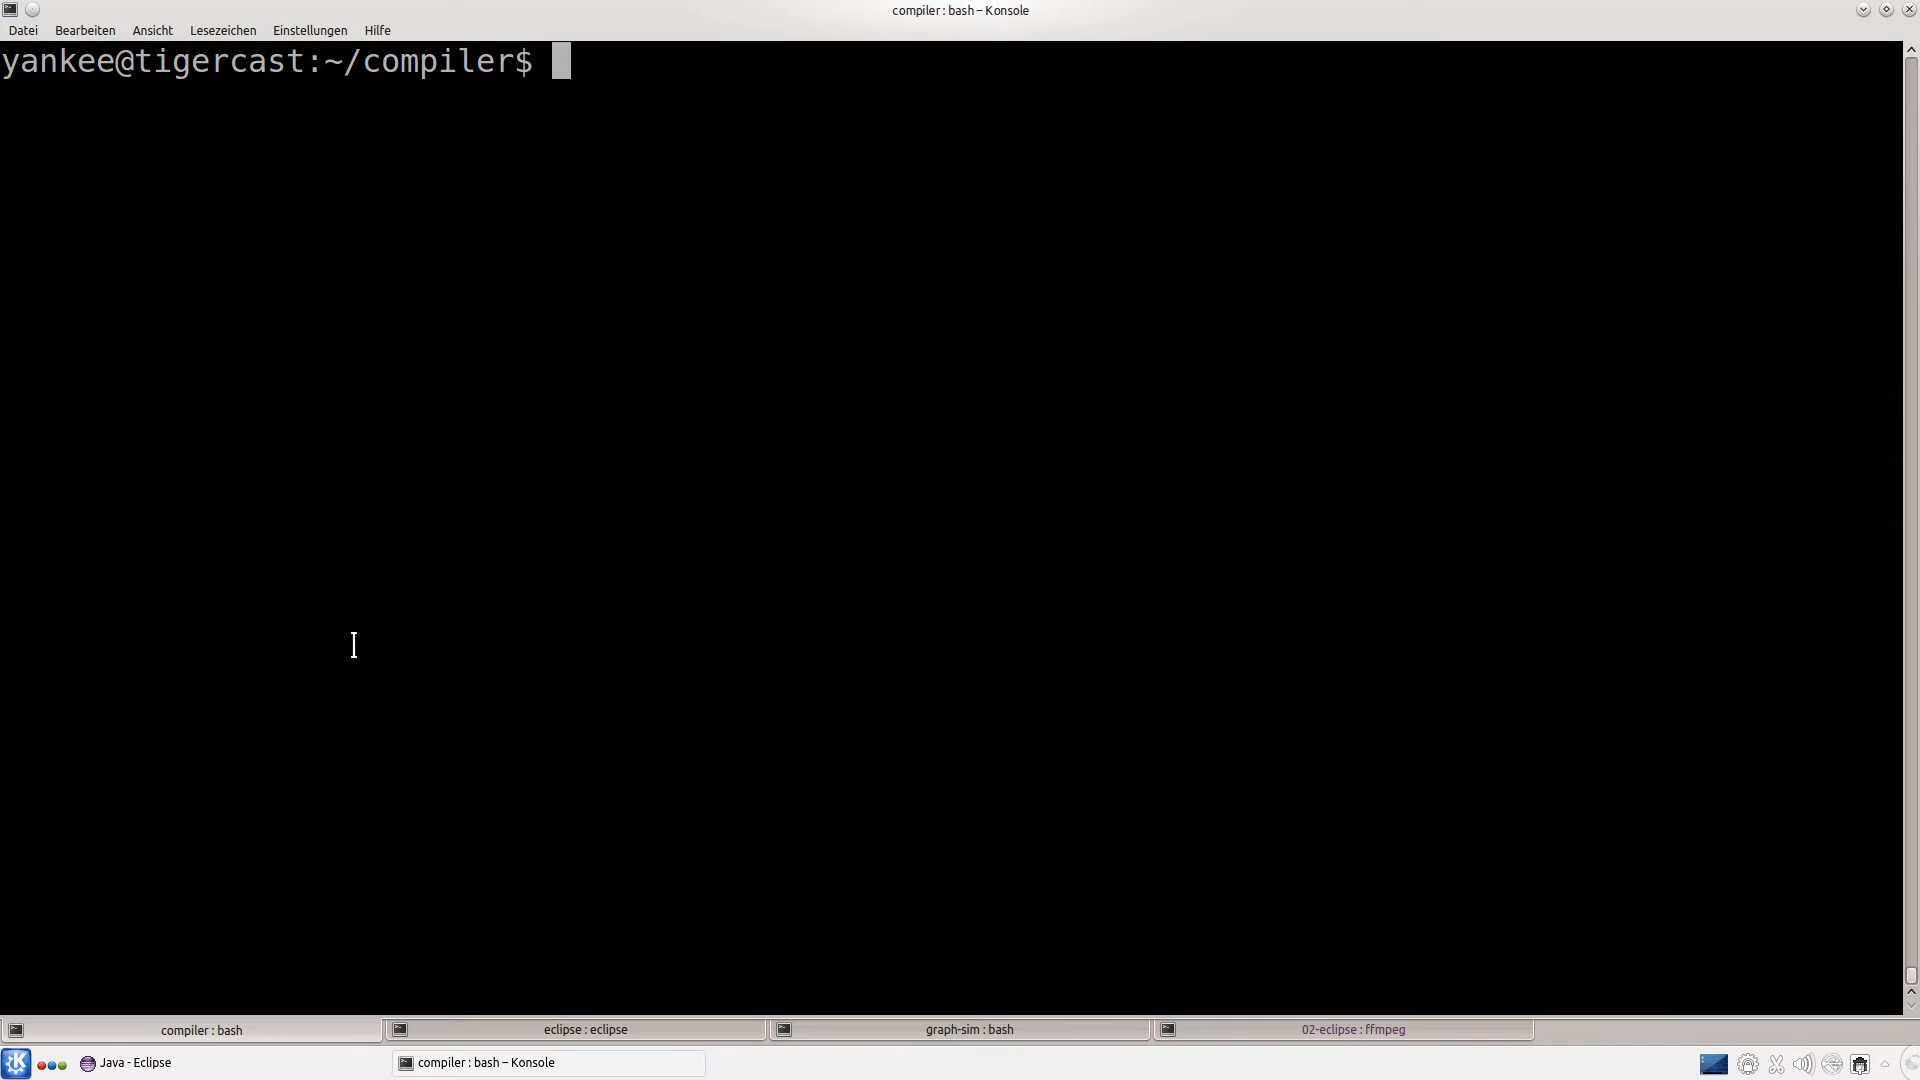 compiler : bash – Konsole
Datei Bearbeiten Ansicht Lesezeichen Einstellungen Hilfe
yankee@tigercast:~/compiler$
compiler : bash eclipse : eclipse graph-sim : bash 02-eclipse : ffmpeg
Java - Eclipse compiler : bash – Konsole